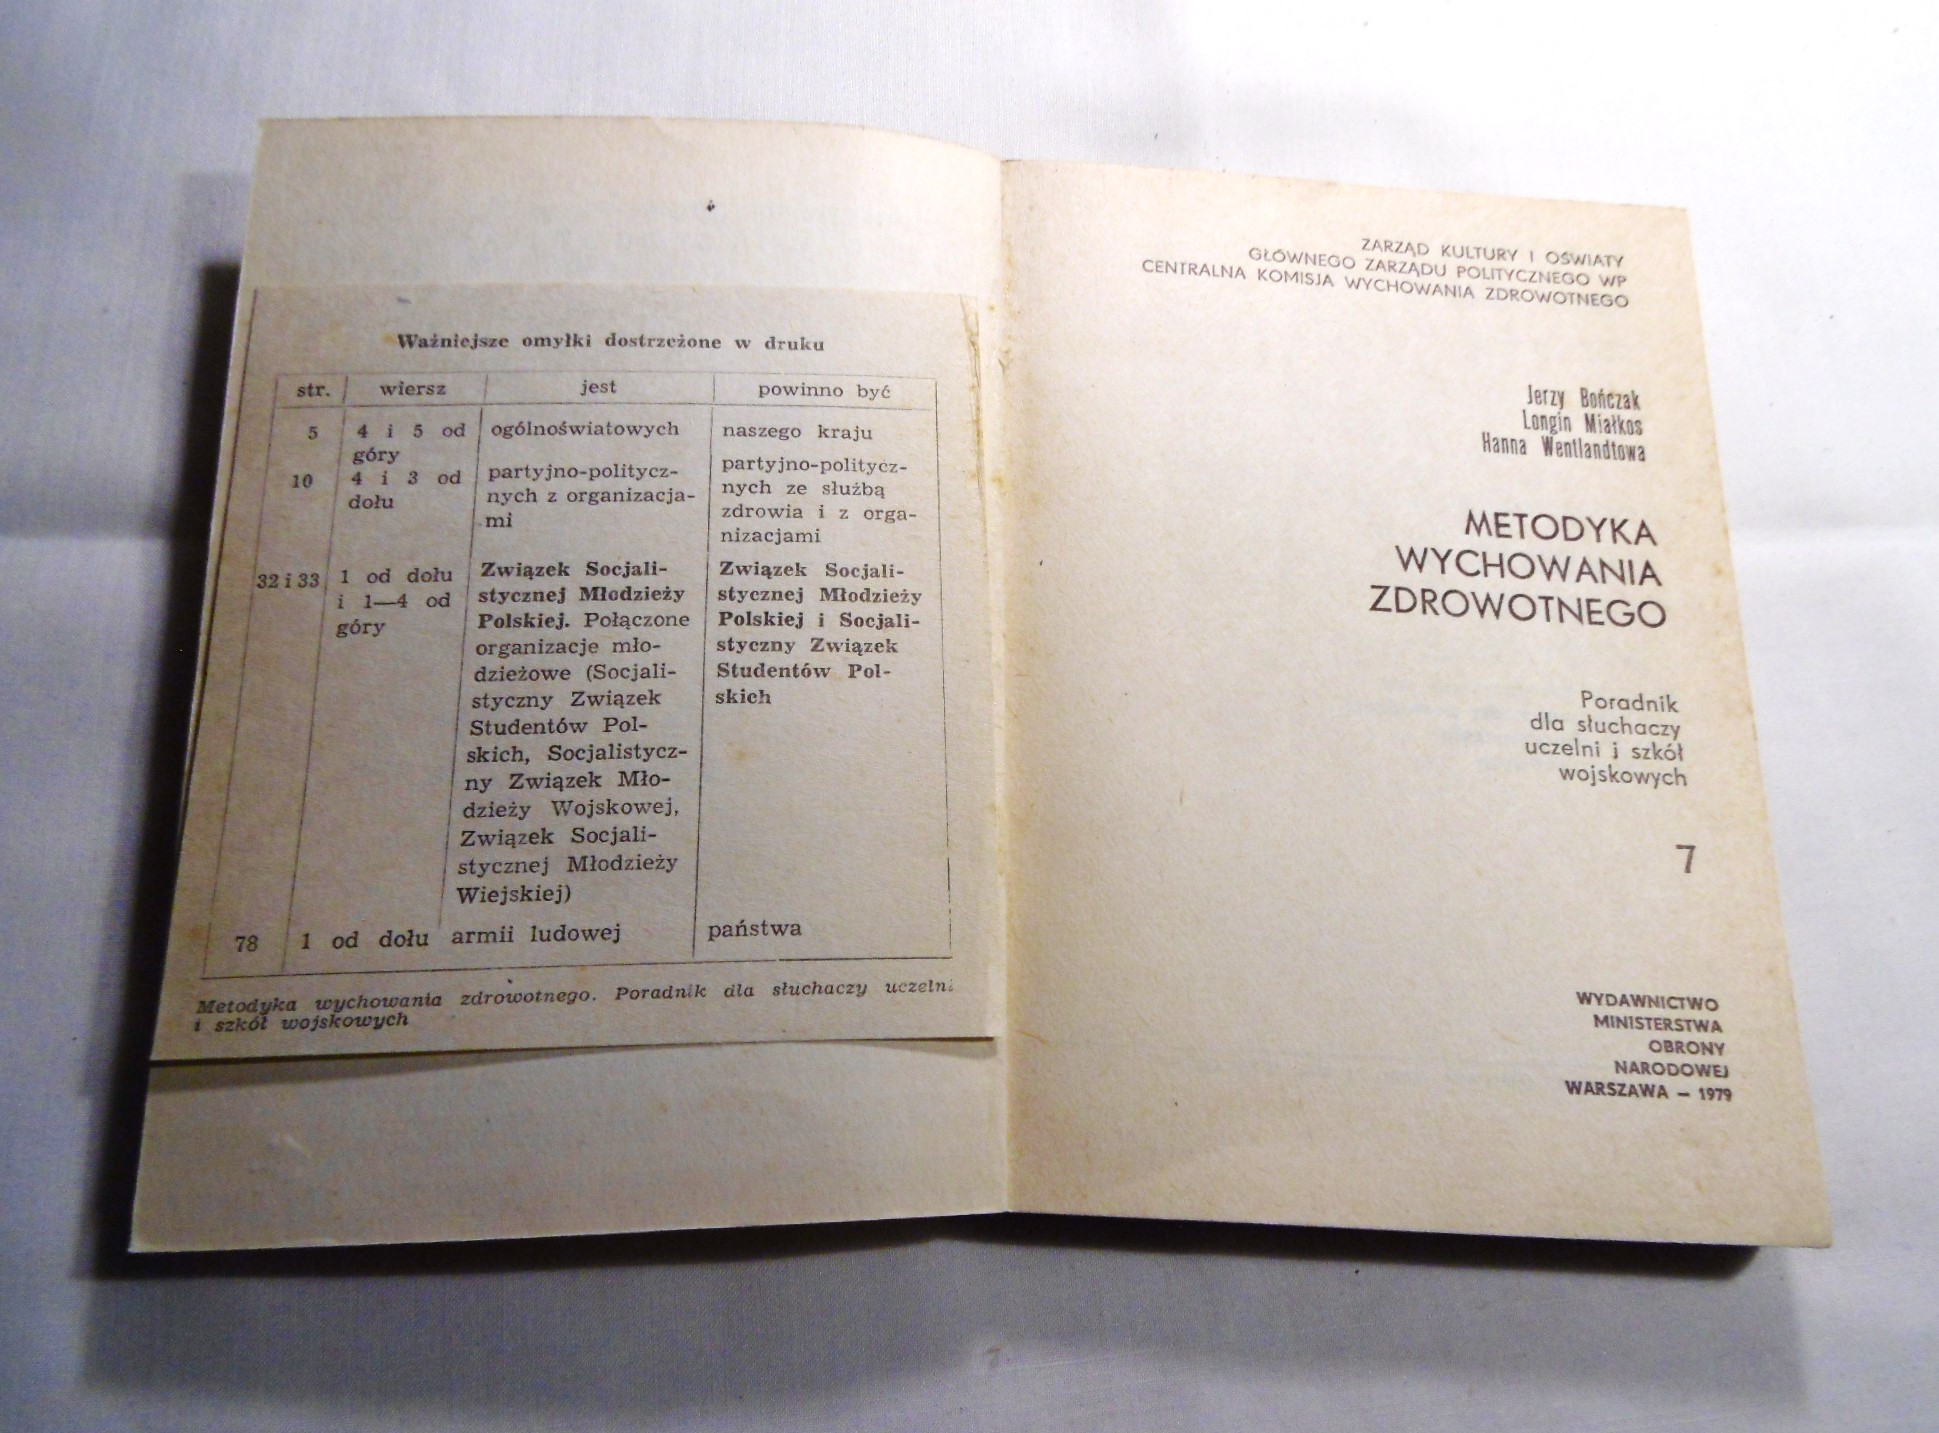 Ważniejsze omyłki dostrzeżone w druku
str. wiersz jest powinno być
5 4 i 5 od góry ogólnoświatowych naszego kraju
10 4 i 3 od dołu partyjno-politycz-
nych z organizacja-
mi
partyjno-politycz-
nych ze służbą
zdrowia i z orga-
nizacjami
32 i 33 1 od dołu
i 1—4 od
góry
Związek Socjali-
stycznej Młodzieży
Polskiej. Połączone
organizacje mło-
dzieżowe (Socjali-
styczny Związek
Studentów Pol-
skich, Socjalistycz-
ny Związek Mło-
dzieży Wojskowej,
Związek Socjali-
stycznej Młodzieży
Wiejskiej)
Związek Socjali-
stycznej Młodzieży
Polskiej i Socjali-
styczny Związek
Studentów Pol-
skich
78 1 od dołu armii ludowej państwa
Metodyka wychowania zdrowotnego. Poradnik dla słuchaczy uczelni
i szkół wojskowych
ZARZĄD KULTURY I OŚWIATY
GŁÓWNEGO ZARZĄDU POLITYCZNEGO WP
CENTRALNA KOMISJA WYCHOWANIA ZDROWOTNEGO
Jerzy Bończak
Longin Miałkos
Hanna Wentlandtowa
METODYKA
WYCHOWANIA
ZDROWOTNEGO
Poradnik
dla słuchaczy
uczelni i szkół
wojskowych
7
WYDAWNICTWO
MINISTERSTWA
OBRONY
NARODOWEJ
WARSZAWA – 1979